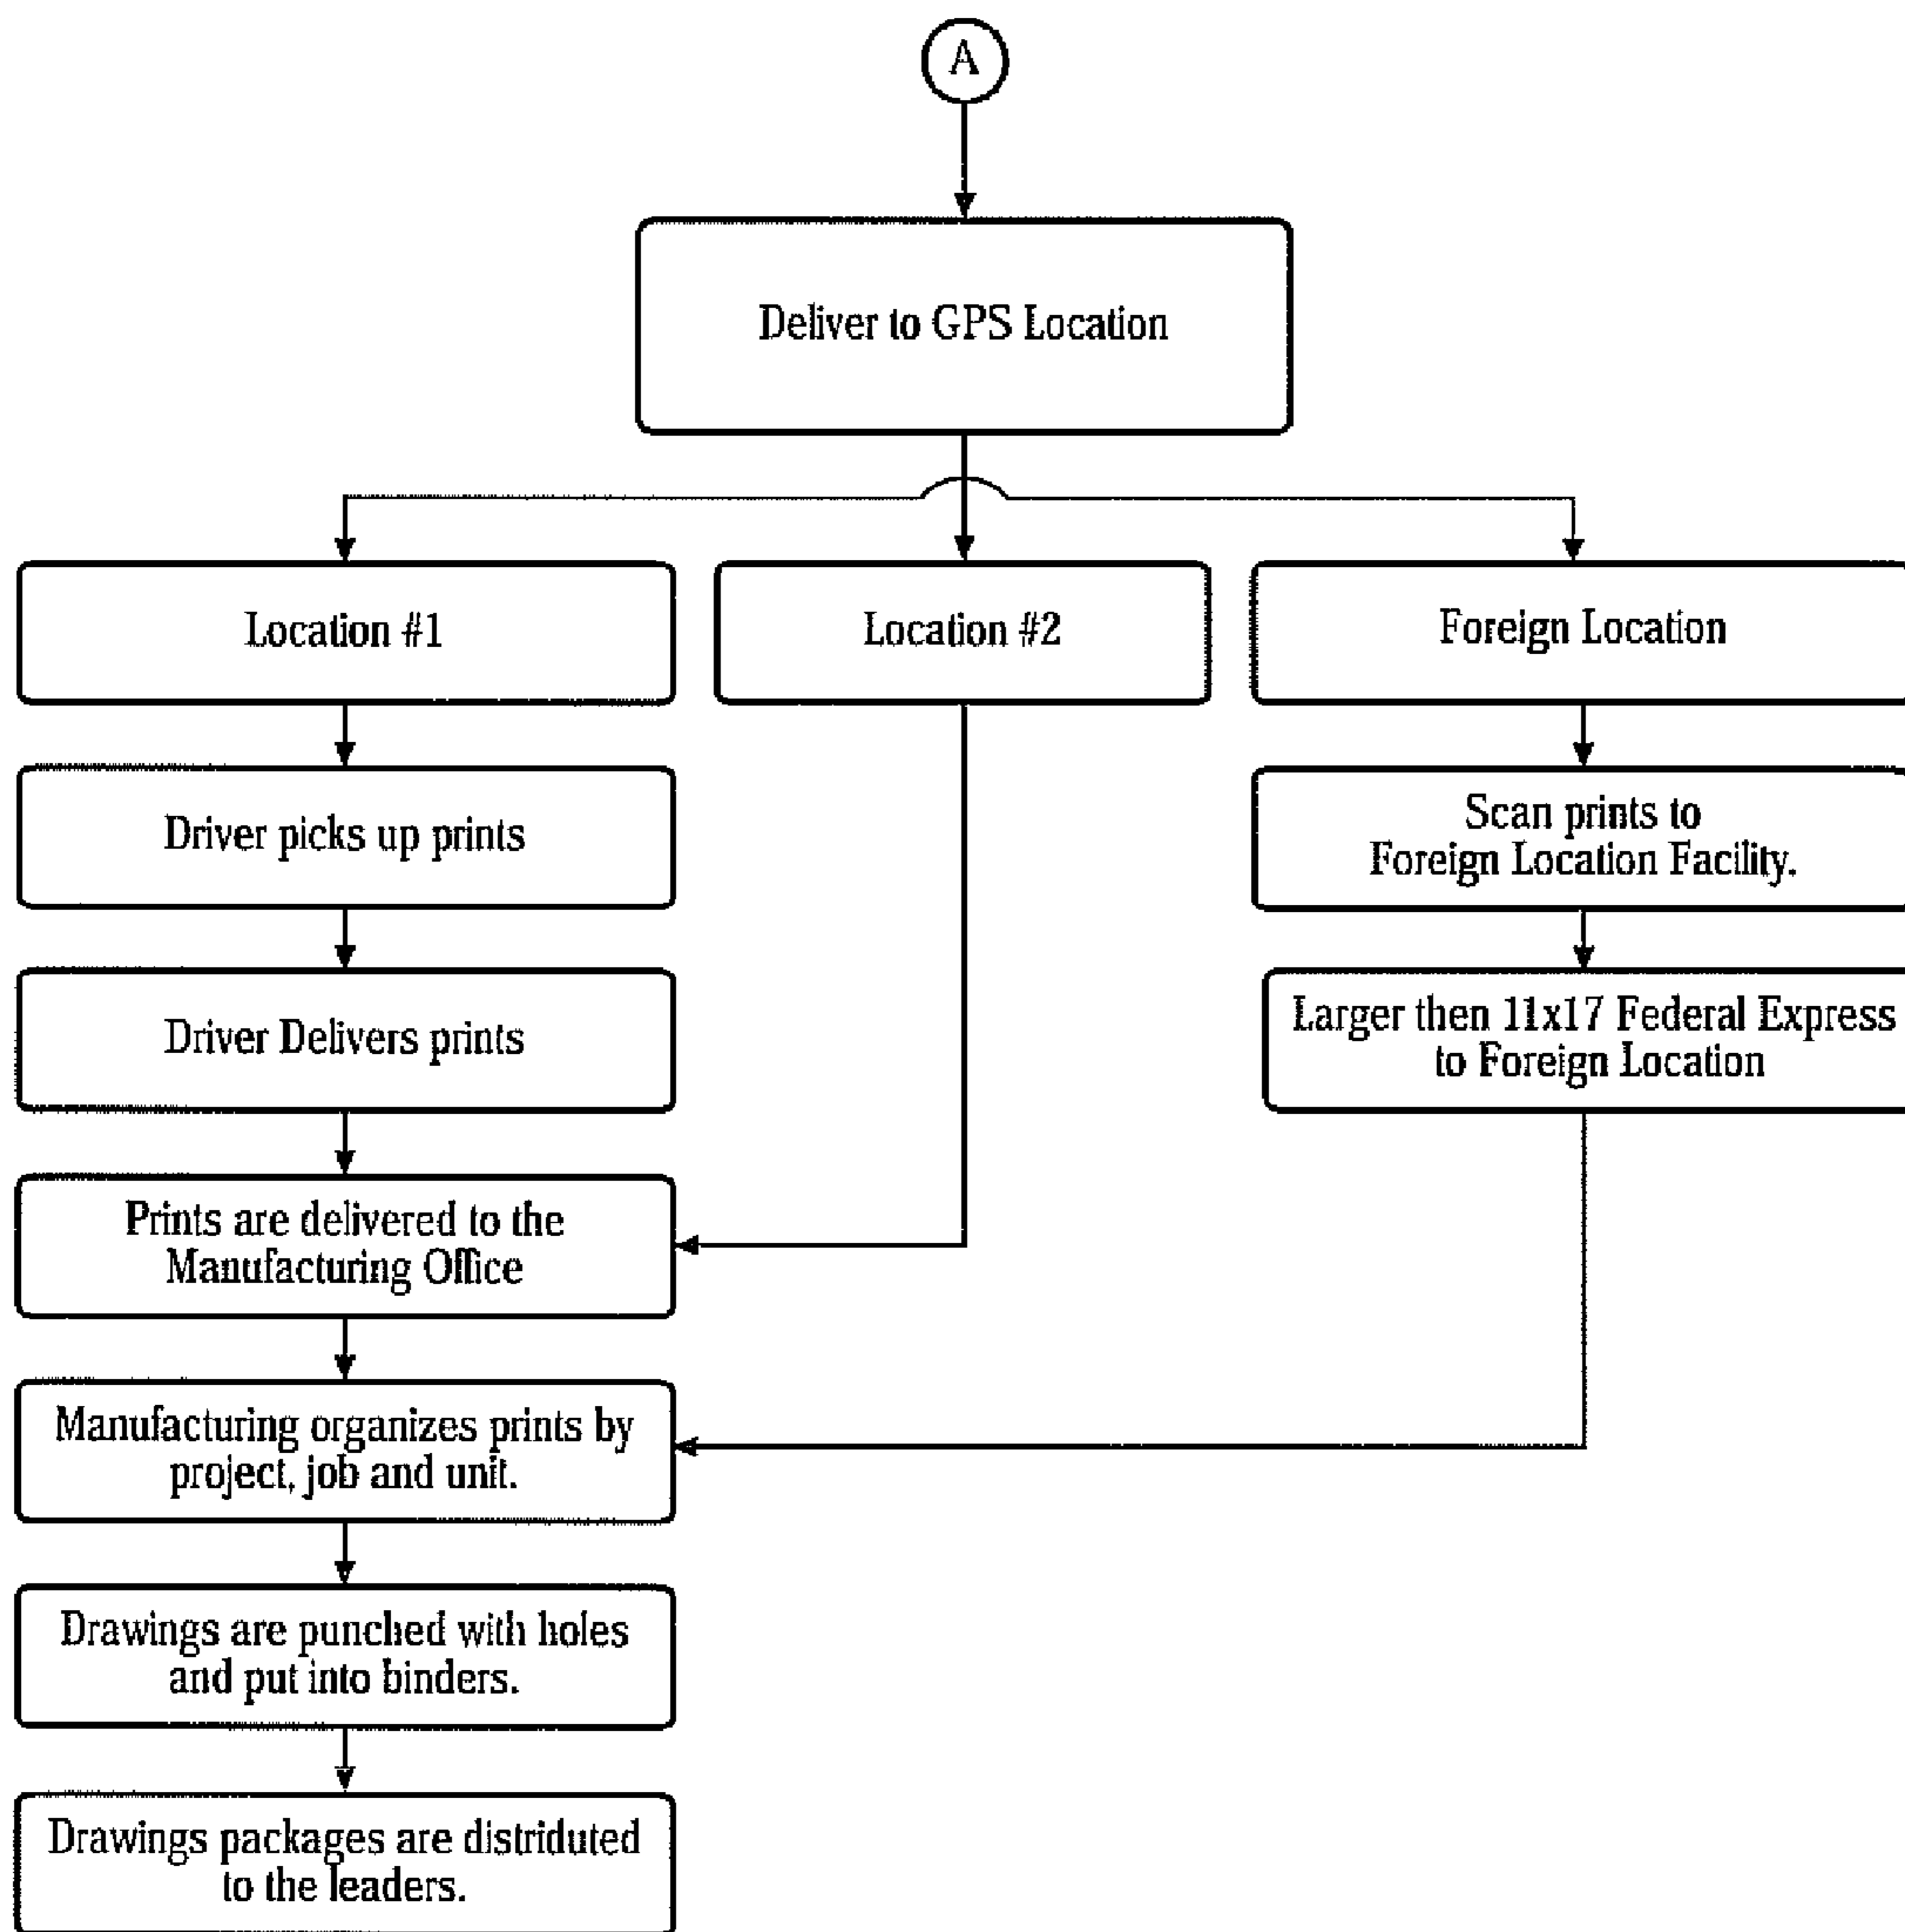 A
Deliver to GPS Location
Location #1
Location #2
Foreign Location
Driver picks up prints
Scan prints to
Foreign Location Facility.
Driver Delivers prints
Larger then 11x17 Federal Express
to Foreign Location
Prints are delivered to the
Manufacturing Office
Manufacturing organizes prints by
project, job and unit.
Drawings are punched with holes
and put into binders.
Drawings packages are distriduted
to the leaders.